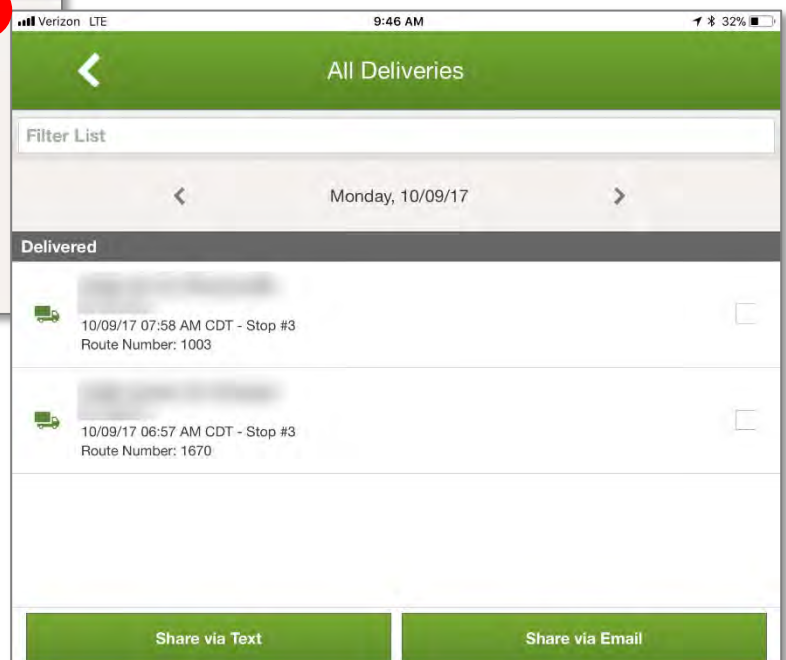 Verizon LTE 9:46 AM 32%
All Deliveries
Filter List
Monday, 10/09/17
Delivered
10/09/17 07:58 AM CDT - Stop #3
Route Number: 1003
10/09/17 06:57 AM CDT - Stop #3
Route Number: 1670
Share via Text Share via Email